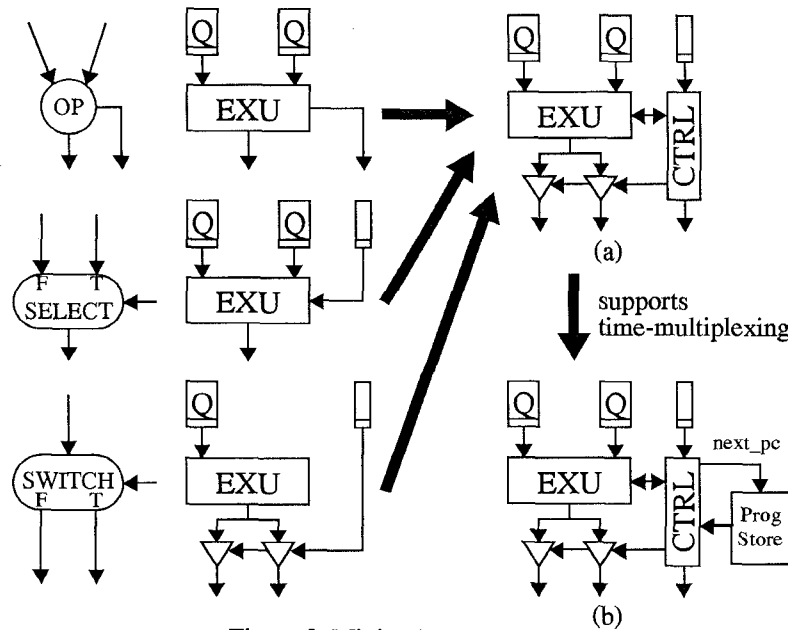 Q
Q
Q
Q
OP
EXU
EXU
CTRL
Q
Q
(a)
F
T
SELECT
EXU
supports
time-multiplexing
Q
Q
Q
next_pc
SWITCH
F
T
EXU
EXU
CTRL
Prog
Store
(b)